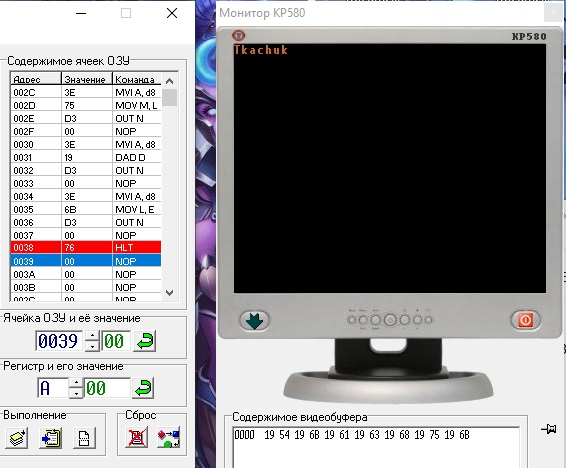 Монитор КР580
КР580
Tkachuk
Содержимое ячеек ОЗУ
Адрес Значение Команда
002C 3E MVI A, d8
002D 75 MOV M, L
002E D3 OUT N
002F 00 NOP
0030 3E MVI A, d8
0031 19 DAD D
0032 D3 OUT N
0033 00 NOP
0034 3E MVI A, d8
0035 6B MOV L, E
0036 D3 OUT N
0037 00 NOP
0038 76 HLT
0039 00 NOP
003A 00 NOP
003B 00 NOP
003C 00 NOP
Ячейка ОЗУ и её значение
0039 00
Регистр и его значение
A 00
Выполнение
Сброс
Содержимое видеобуфера
0000 19 54 19 6B 19 61 19 63 19 68 19 75 19 6B